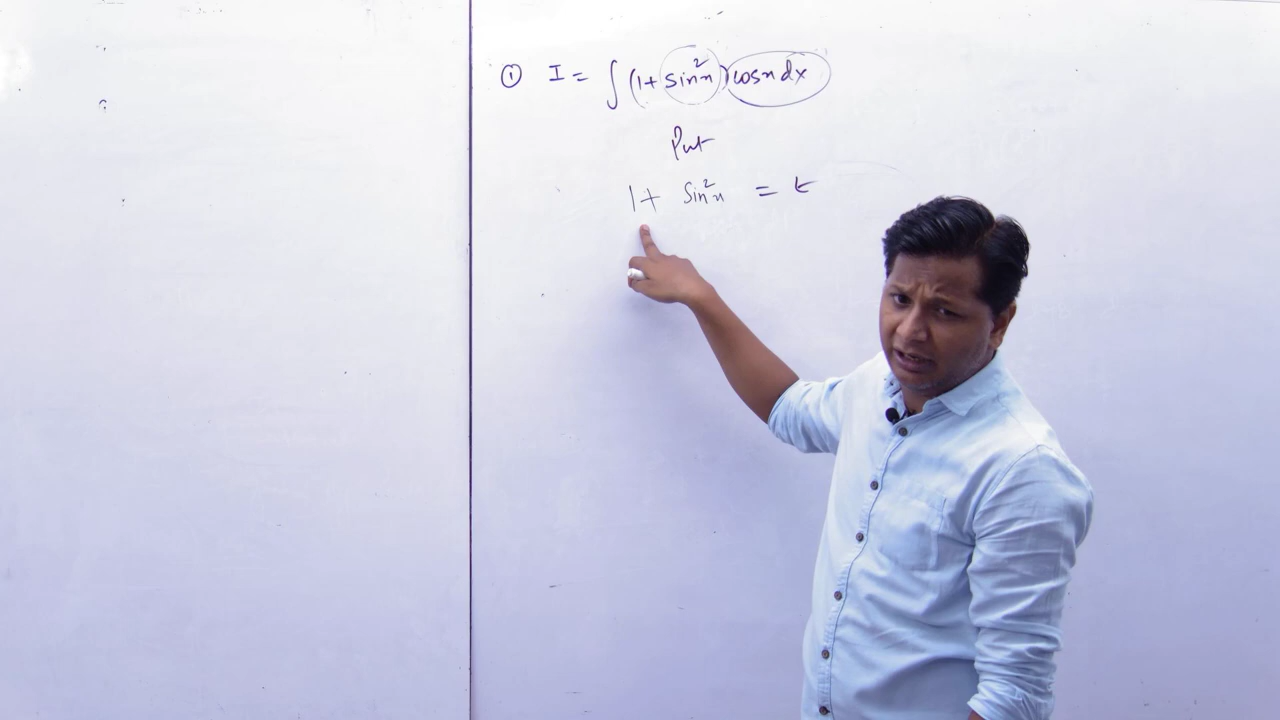 ① I = ∫ (1 + sin²x) cosx dx
Put
1 + sin²x = t